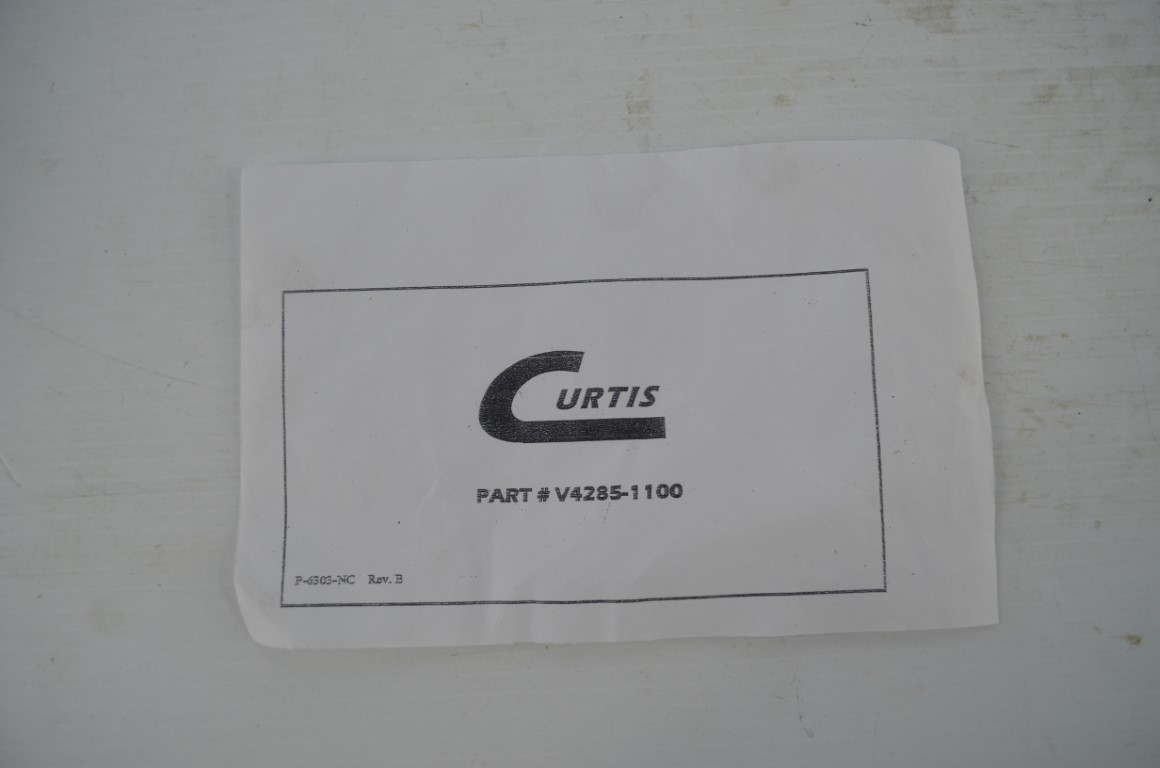 CURTIS
PART # V4285-1100
P-6303-NC Rev. B